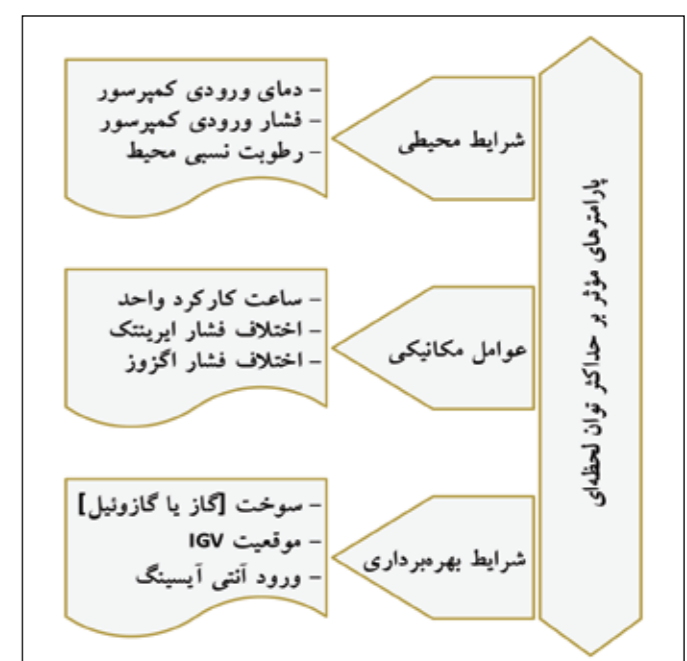 پارامترهای مؤثر بر حداکثر توان لحظه‌ای
شرایط محیطی
- دمای ورودی کمپرسور
- فشار ورودی کمپرسور
- رطوبت نسبی محیط
عوامل مکانیکی
- ساعت کارکرد واحد
- اختلاف فشار ایرینتک
- اختلاف فشار اگزوز
شرایط بهره‌برداری
- سوخت [گاز یا گازوئیل]
- موقعیت IGV
- ورود آنتی آیسینگ